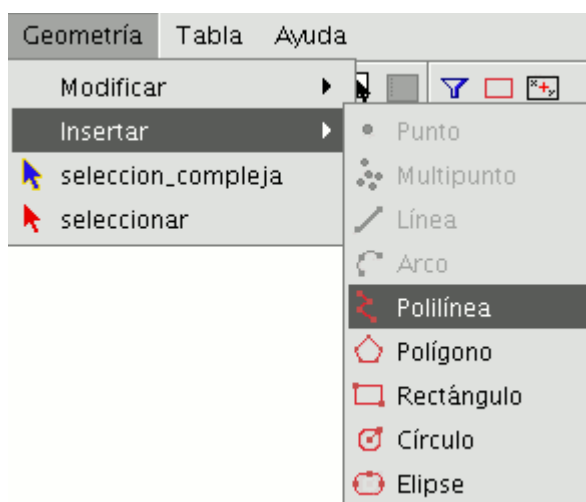 Geometría Tabla Ayuda
Modificar
Insertar
seleccion_compleja
seleccionar
Punto
Multipunto
Línea
Arco
Polilínea
Polígono
Rectángulo
Círculo
Elipse